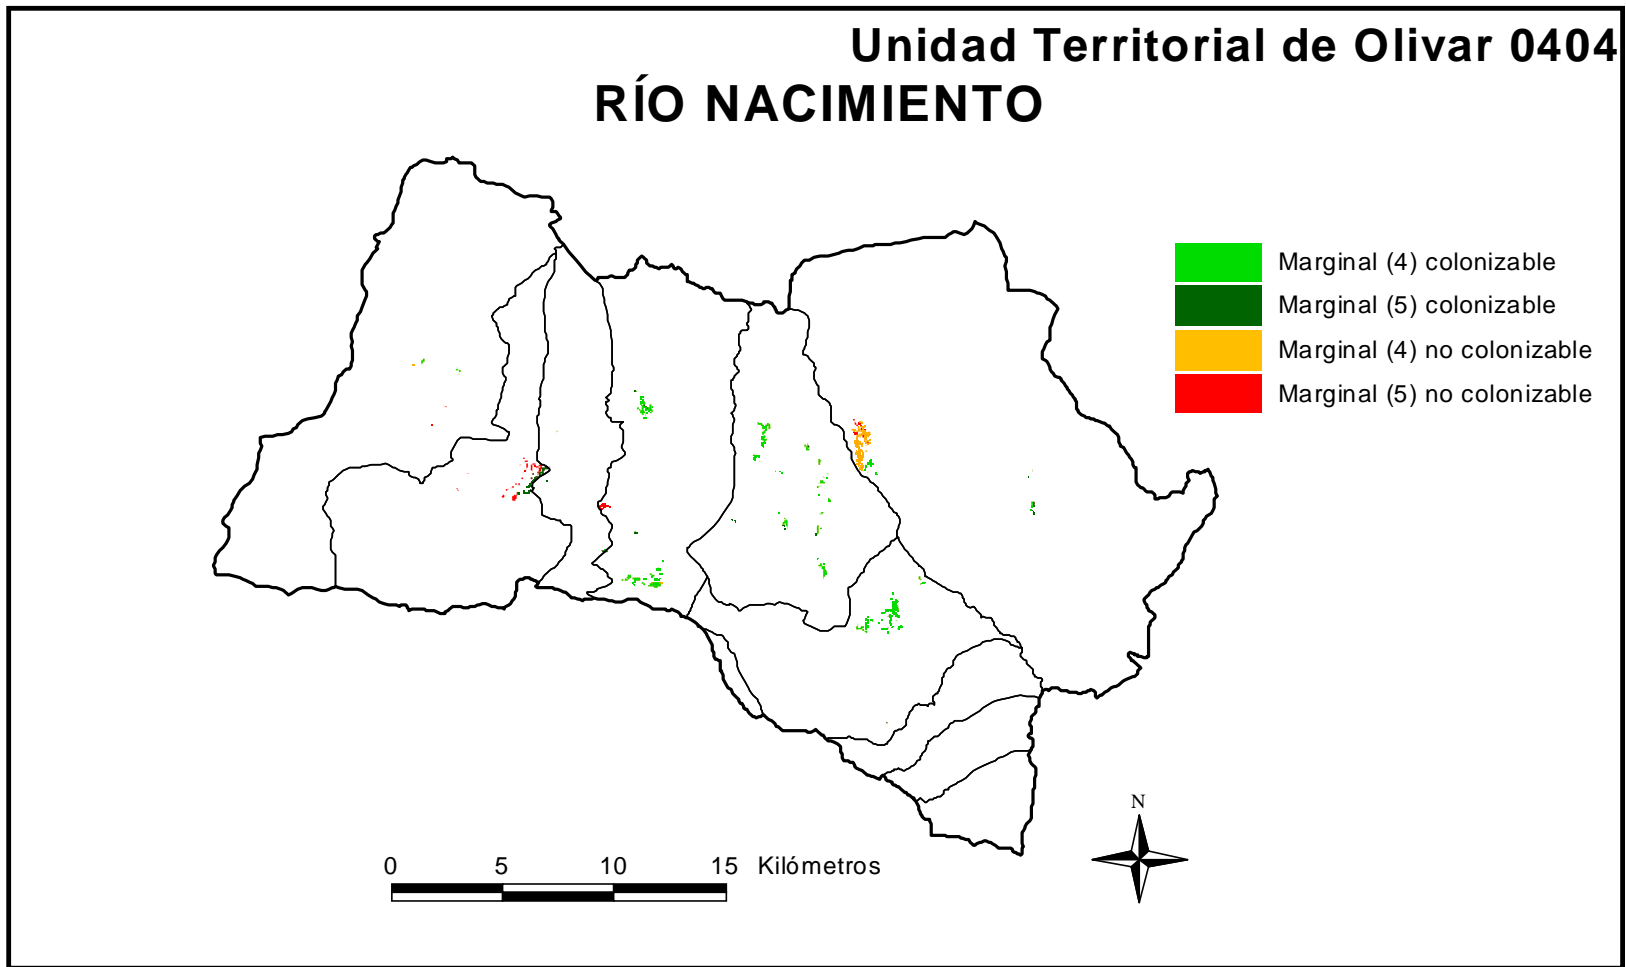 Unidad Territorial de Olivar 0404
RÍO NACIMIENTO
Marginal (4) colonizable
Marginal (5) colonizable
Marginal (4) no colonizable
Marginal (5) no colonizable
N
0 5 10 15 Kilómetros